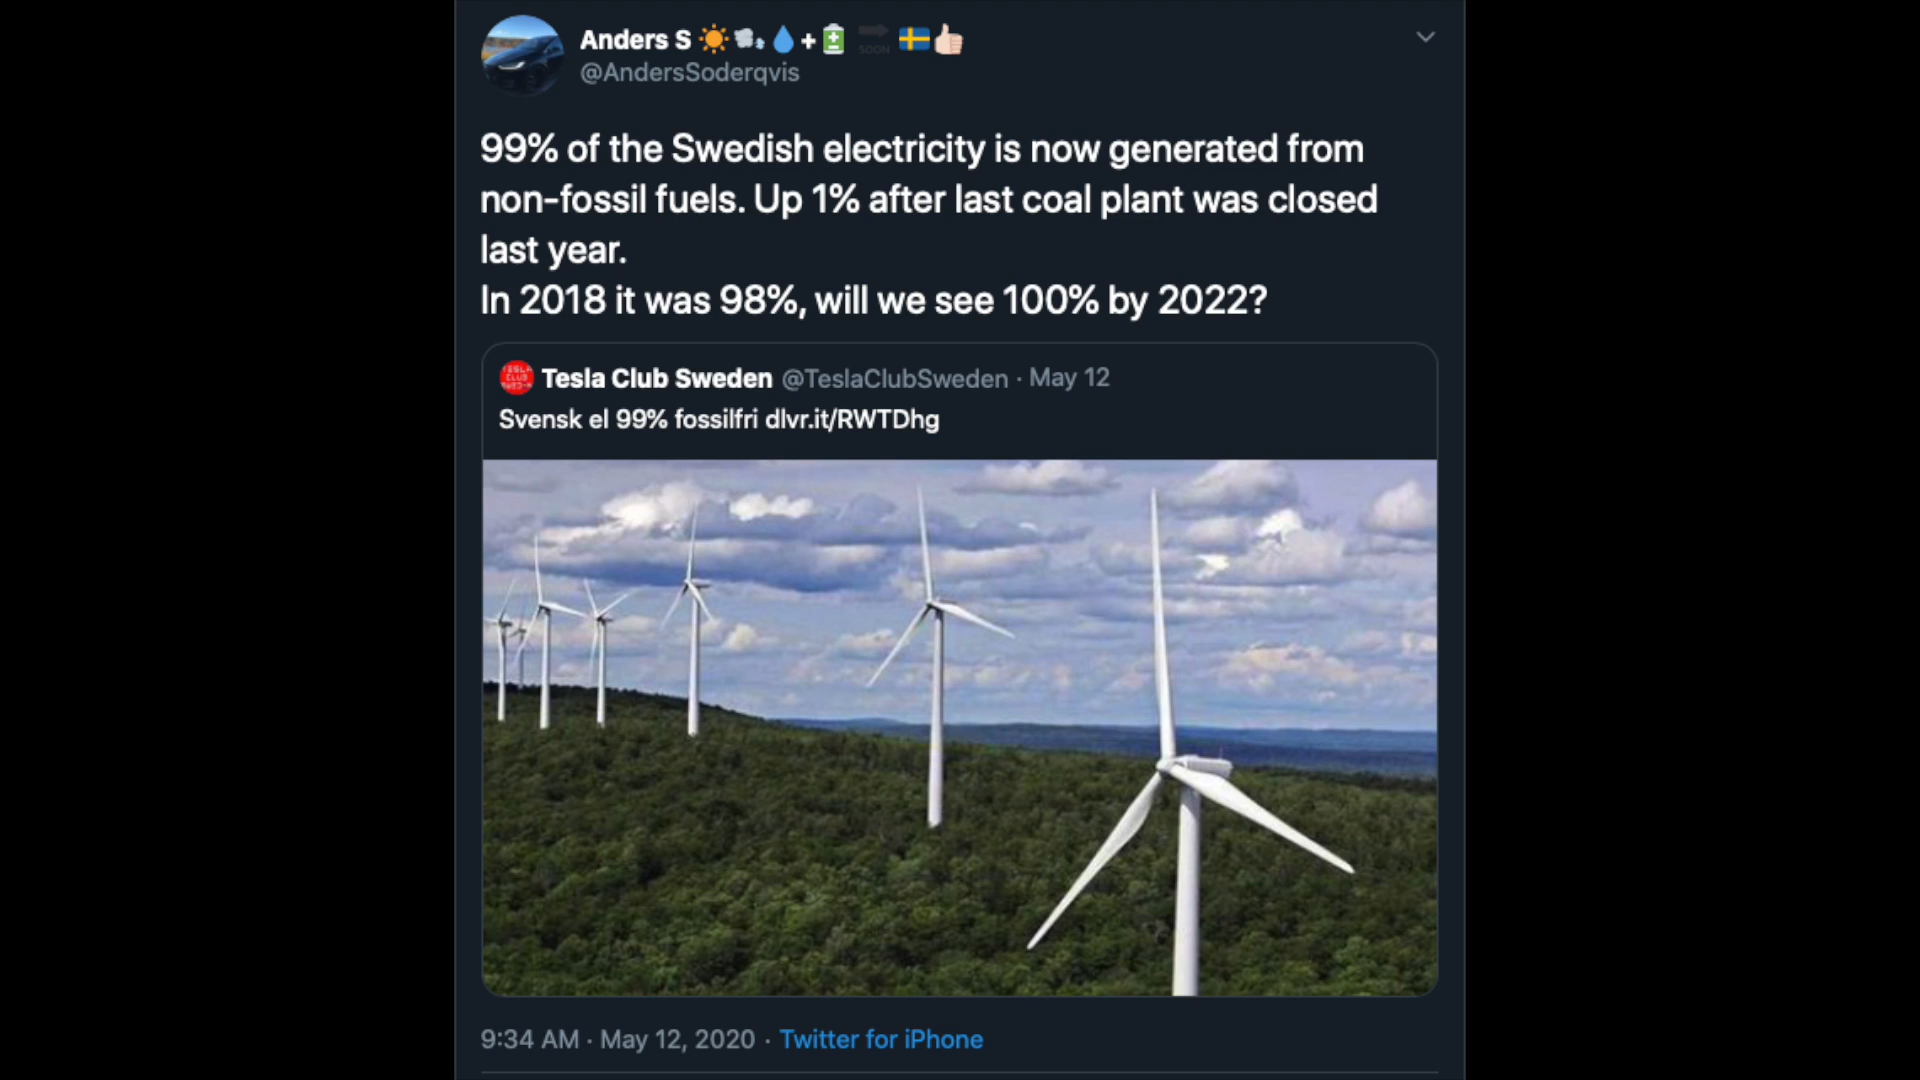 Anders S ☀️💨💧+🔋🔜🇸🇪👍🏻
@AndersSoderqvis
99% of the Swedish electricity is now generated from
non-fossil fuels. Up 1% after last coal plant was closed
last year.
In 2018 it was 98%, will we see 100% by 2022?
TESLA CLUB SWEDEN Tesla Club Sweden @TeslaClubSweden · May 12
Svensk el 99% fossilfri dlvr.it/RWTDhg
9:34 AM · May 12, 2020 · Twitter for iPhone